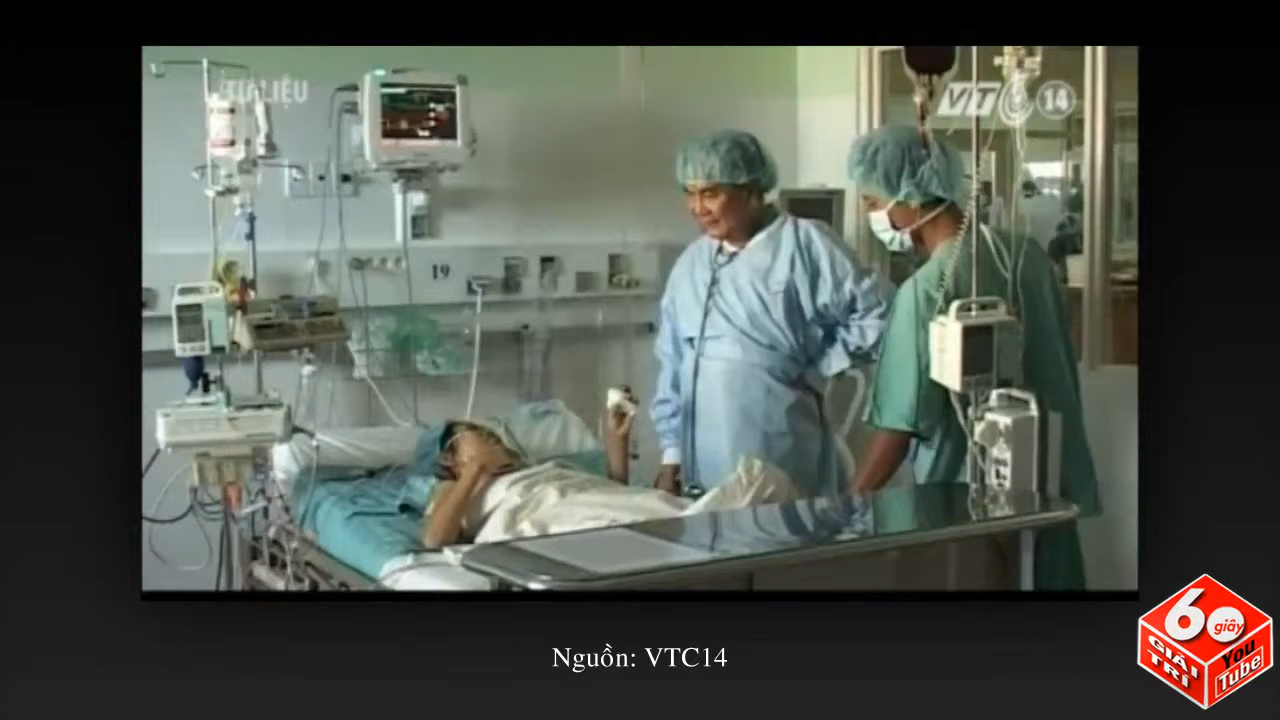 TƯ LIỆU
VTC 14
19
Nguồn: VTC14
60
giây
GIẢI
TRÍ
You
Tube